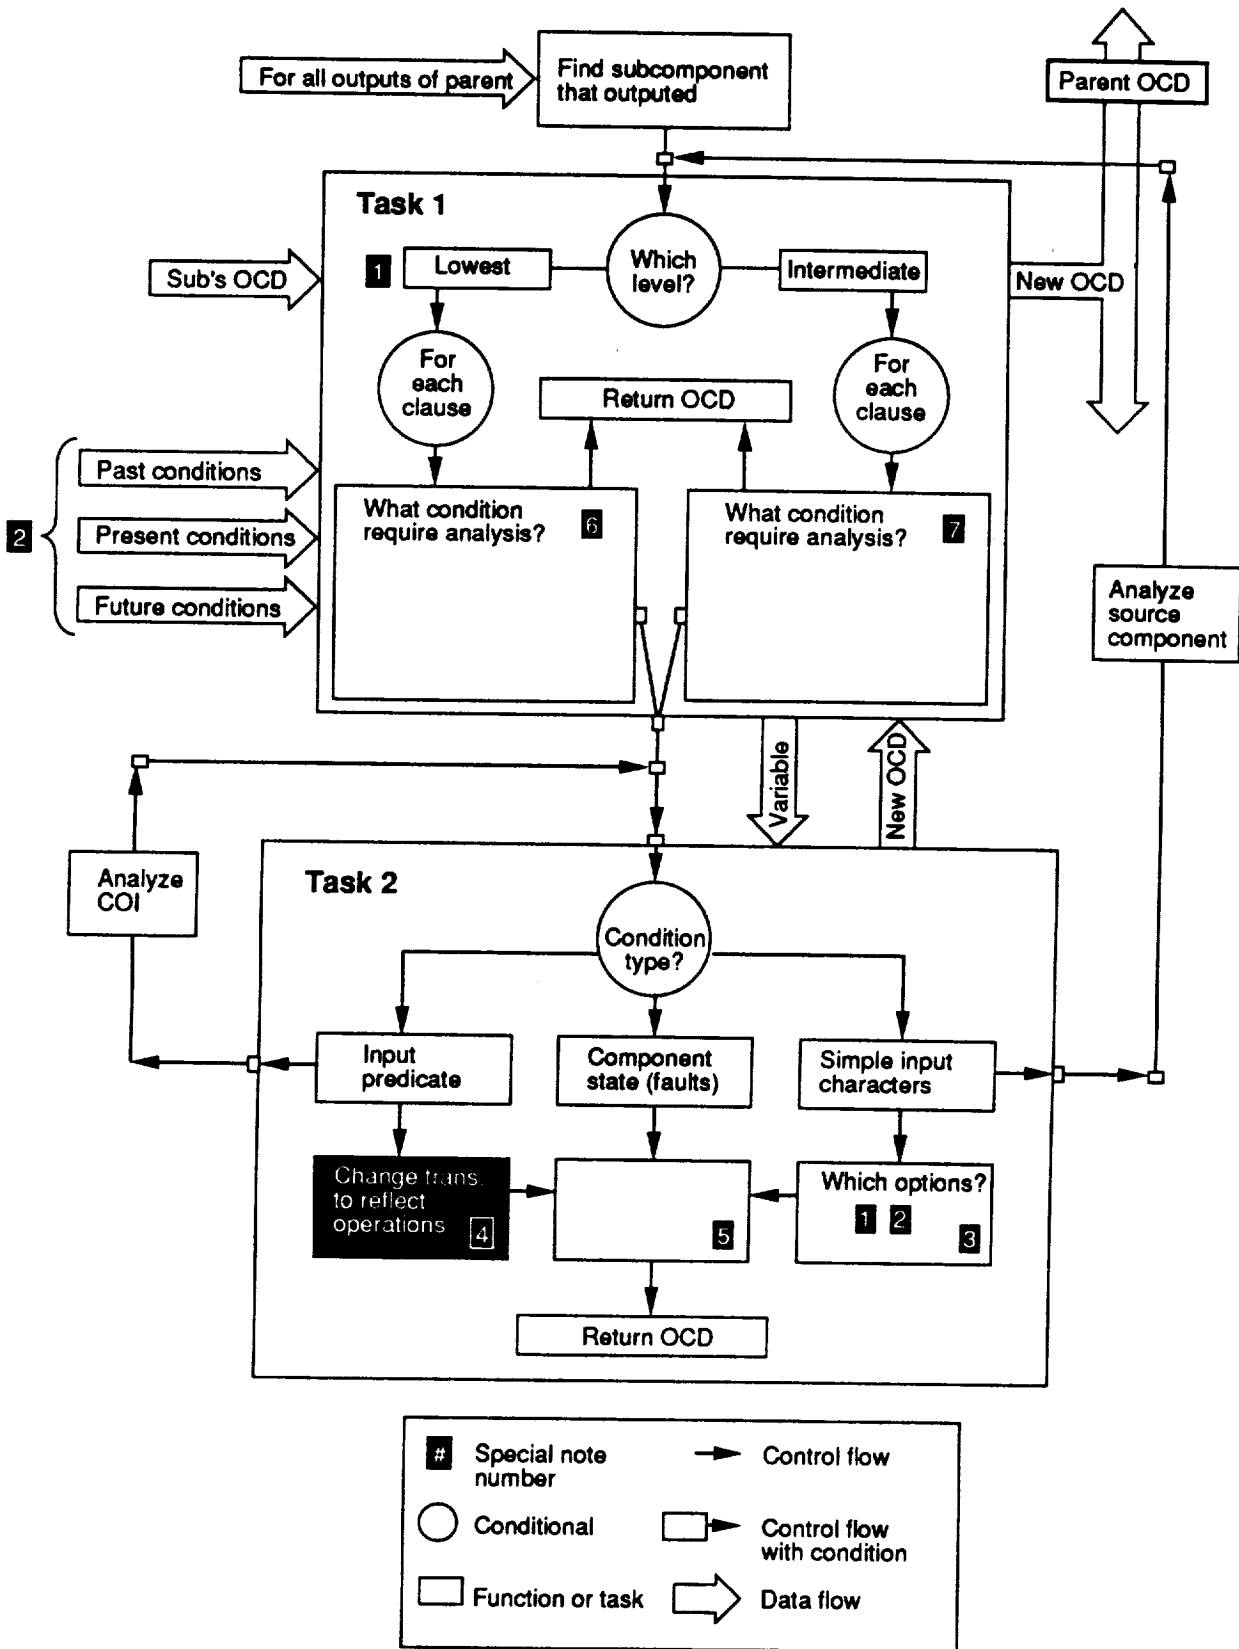 For all outputs of parent
Find subcomponent
that outputed
Parent OCD
Task 1
Sub's OCD
1
Lowest
Which
level?
Intermediate
New OCD
For
each
clause
Return OCD
For
each
clause
2
Past conditions
Present conditions
Future conditions
What condition
require analysis?
6
What condition
require analysis?
7
Analyze
source
component
Variable
New OCD
Analyze
COI
Task 2
Condition
type?
Input
predicate
Component
state (faults)
Simple input
characters
Change trans.
to reflect
operations
4
5
Which options?
1 2
3
Return OCD
# Special note
number
Control flow
Conditional
Control flow
with condition
Function or task
Data flow